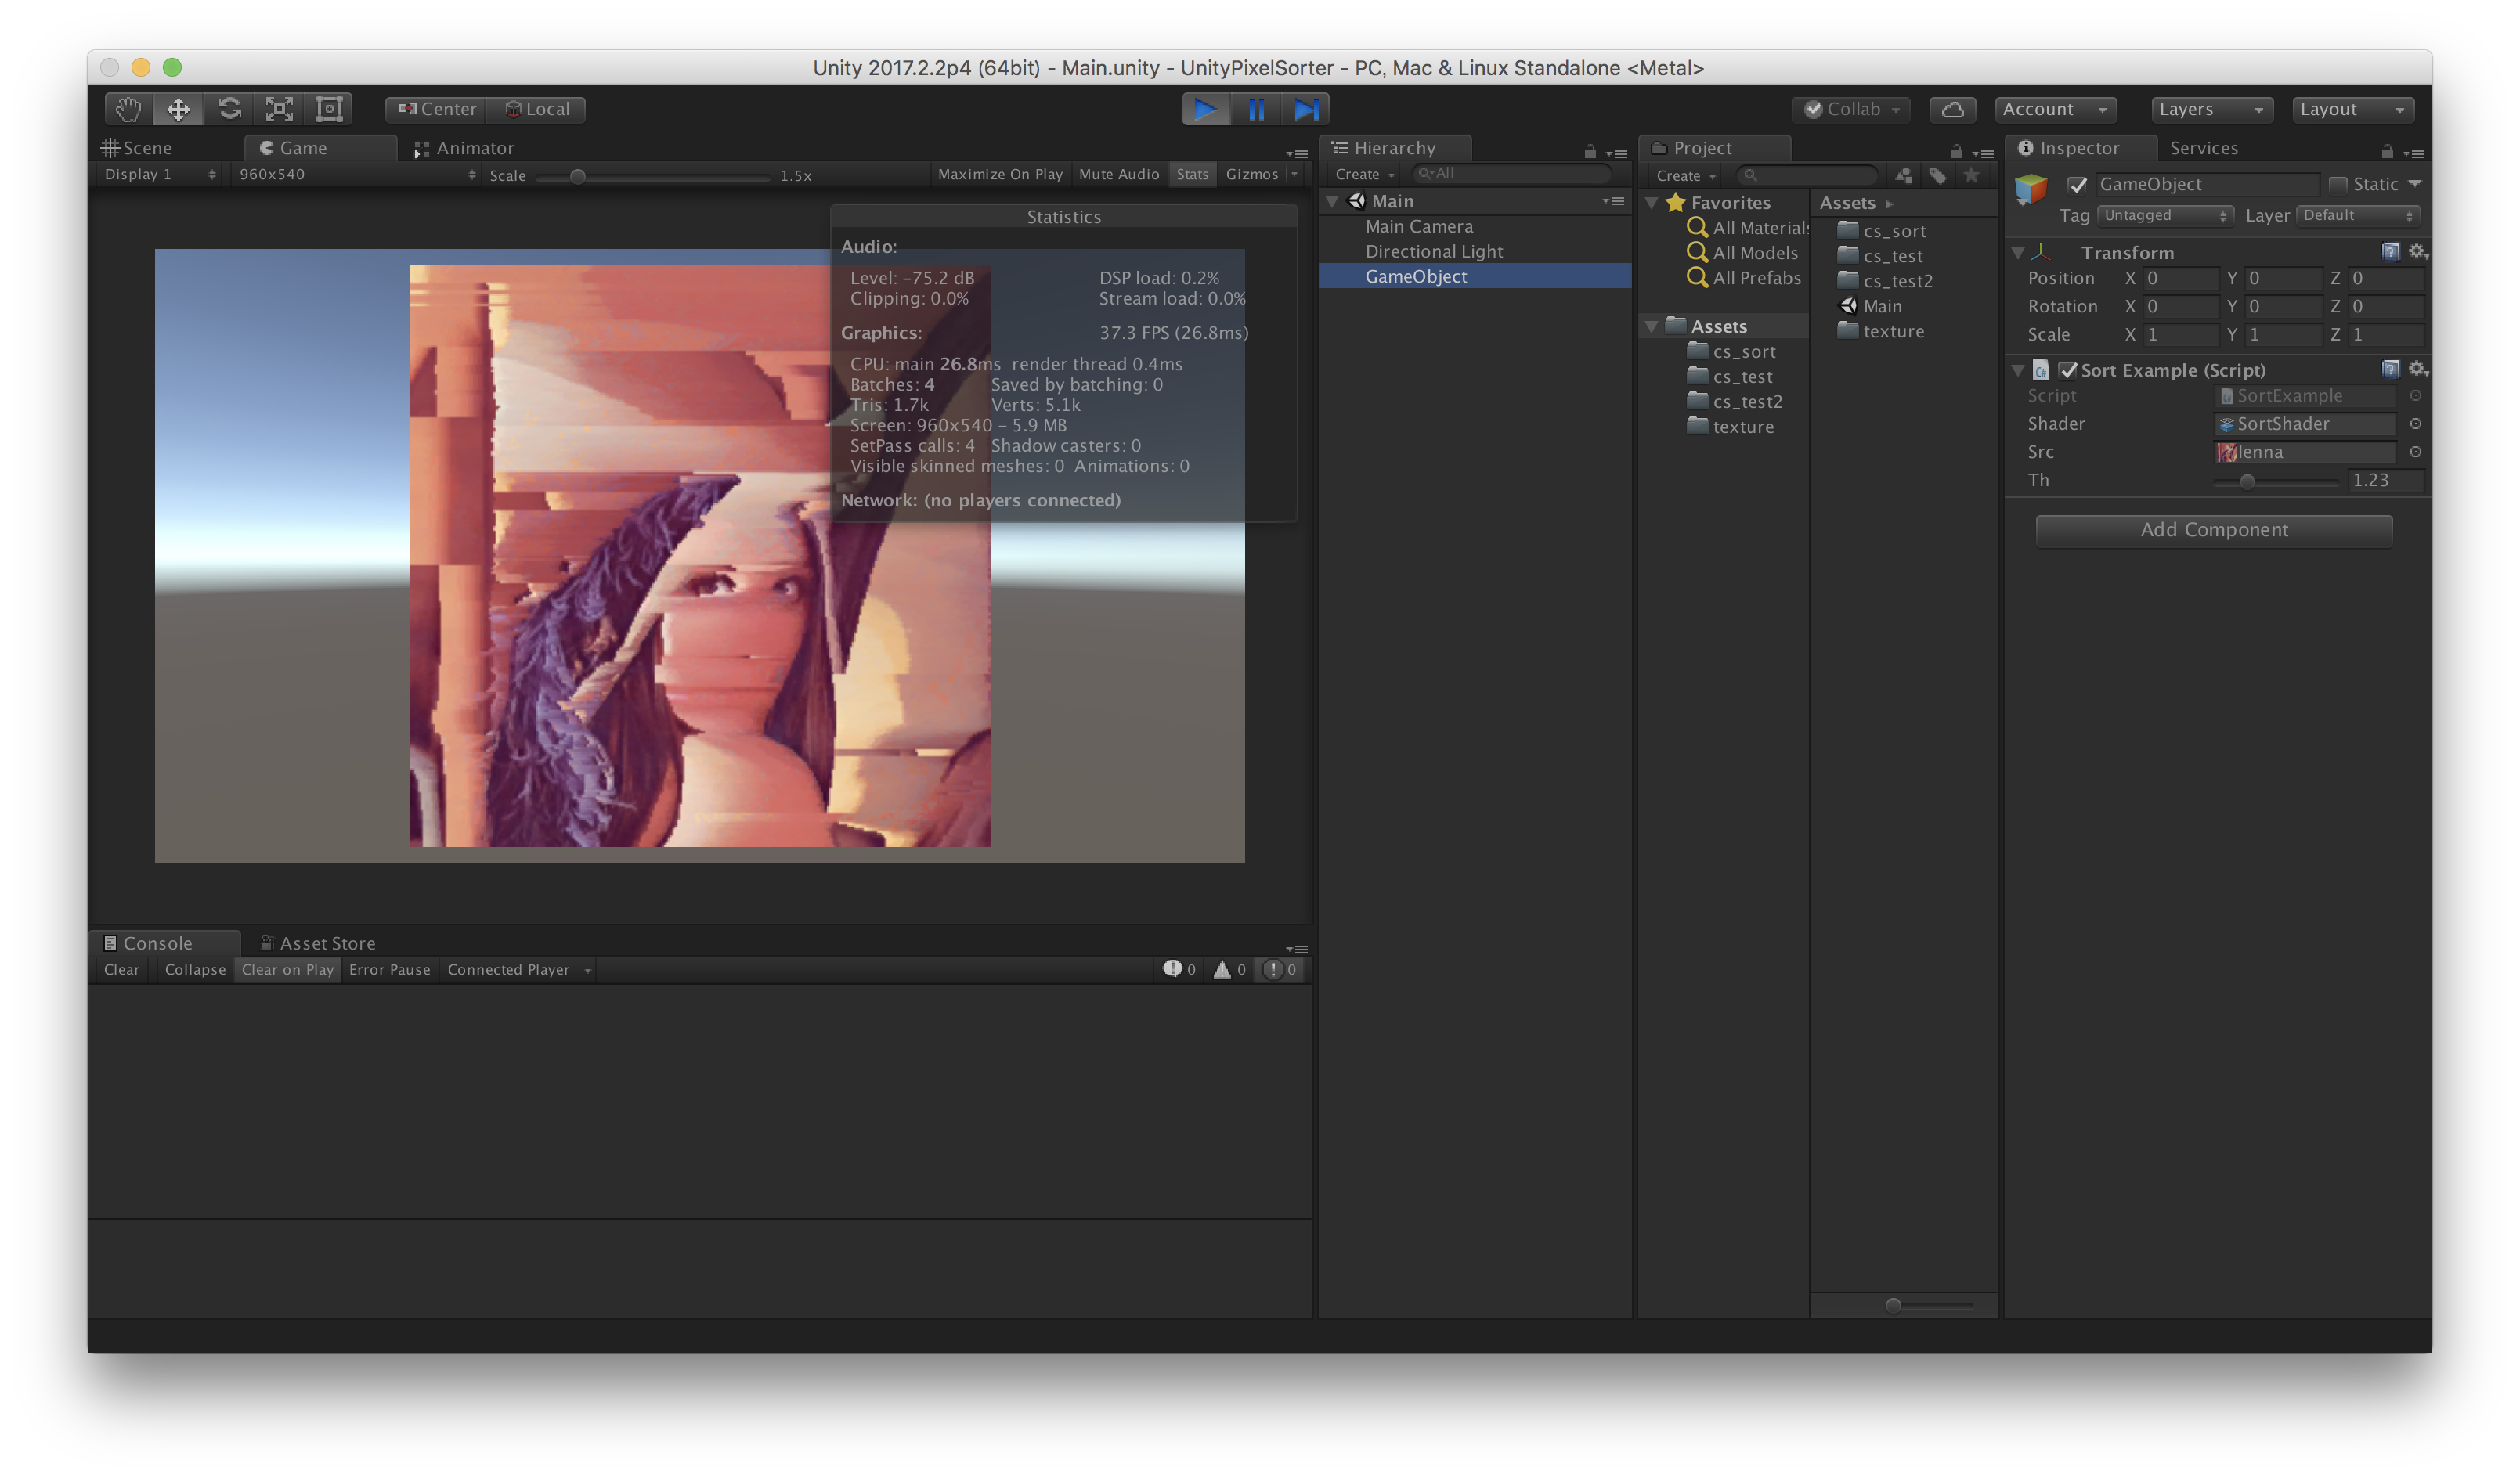 Unity 2017.2.2p4 (64bit) - Main.unity - UnityPixelSorter - PC, Mac & Linux Standalone <Metal>
Center Local
Collab Account Layers Layout
Scene Game Animator
Display 1 960x540 Scale 1.5x Maximize On Play Mute Audio Stats Gizmos
Statistics
Audio:
Level: -75.2 dB DSP load: 0.2%
Clipping: 0.0% Stream load: 0.0%
Graphics: 37.3 FPS (26.8ms)
CPU: main 26.8ms render thread 0.4ms
Batches: 4 Saved by batching: 0
Tris: 1.7k Verts: 5.1k
Screen: 960x540 - 5.9 MB
SetPass calls: 4 Shadow casters: 0
Visible skinned meshes: 0 Animations: 0
Network: (no players connected)
Console Asset Store
Clear Collapse Clear on Play Error Pause Connected Player 0 0 0
Hierarchy
Create All
Main
Main Camera
Directional Light
GameObject
Project
Create
Favorites
All Materials
All Models
All Prefabs
Assets
cs_sort
cs_test
cs_test2
texture
Assets
cs_sort
cs_test
cs_test2
Main
texture
Inspector Services
GameObject Static
Tag Untagged Layer Default
Transform
Position X 0 Y 0 Z 0
Rotation X 0 Y 0 Z 0
Scale X 1 Y 1 Z 1
C# Sort Example (Script)
Script SortExample
Shader SortShader
Src lenna
Th 1.23
Add Component